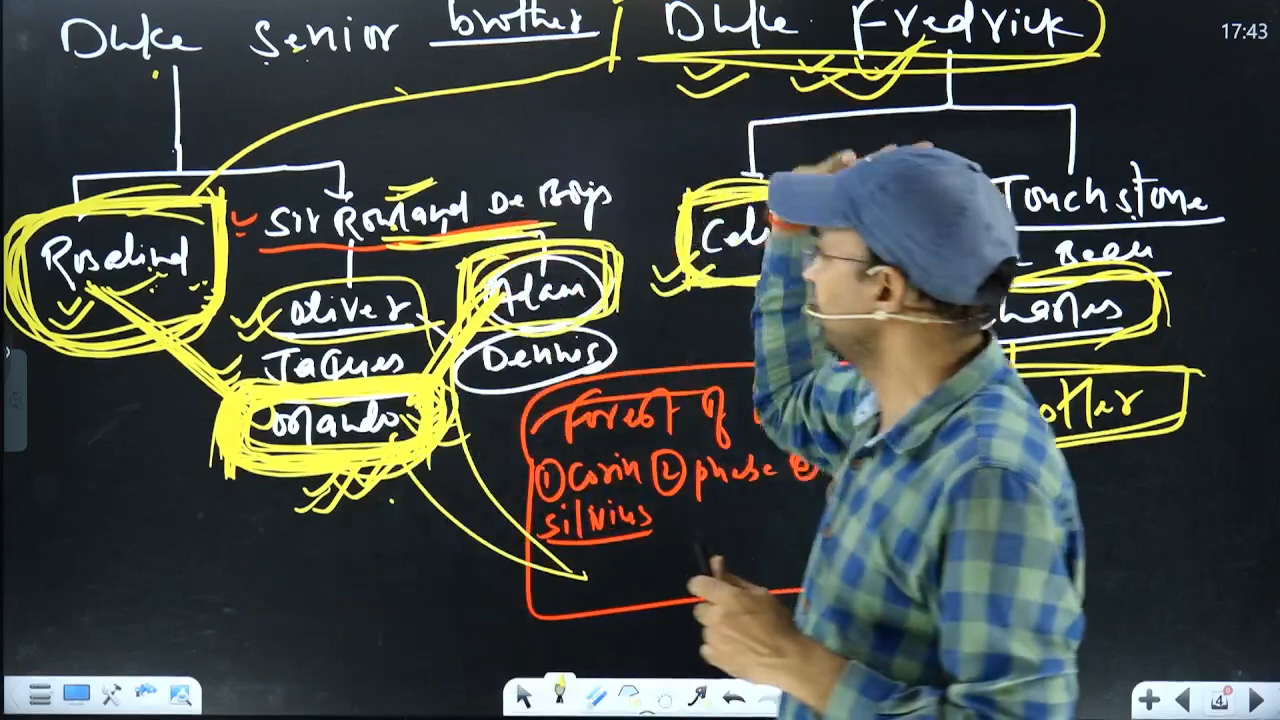 Duke Senior brother Duke Fredrick
17:43
Rosalind
Sir Rowland De Boys
Touchstone
Oliver
Adam
Jaques
Dennis
Orlando
Forest of
① Corin ② phebe
silvius
4